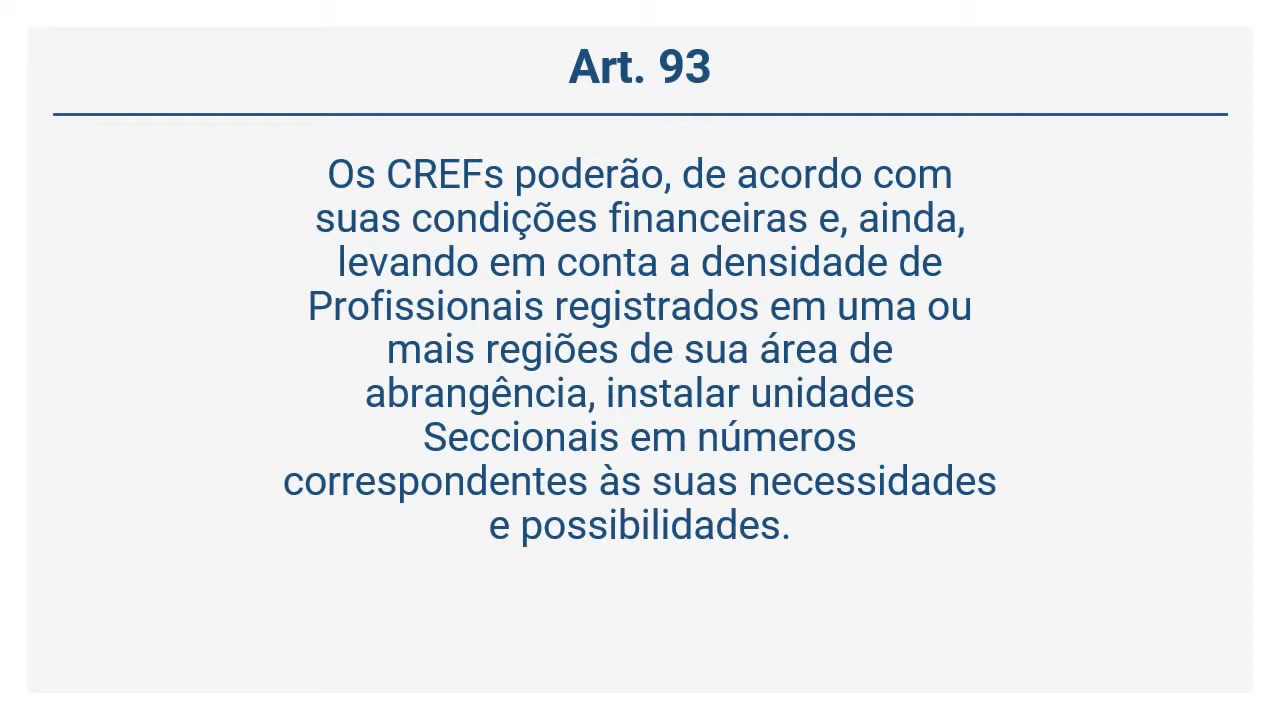 Art. 93
Os CREFs poderão, de acordo com
suas condições financeiras e, ainda,
levando em conta a densidade de
Profissionais registrados em uma ou
mais regiões de sua área de
abrangência, instalar unidades
Seccionais em números
correspondentes às suas necessidades
e possibilidades.